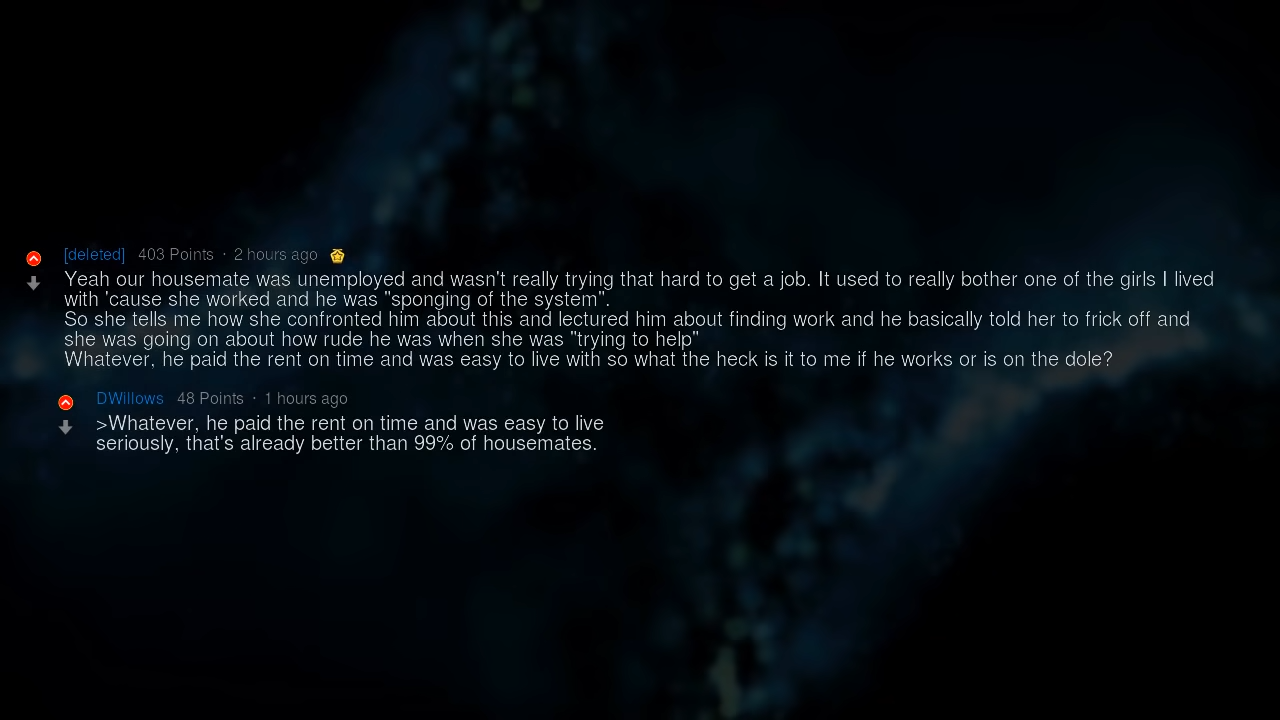 [deleted] 403 Points · 2 hours ago
Yeah our housemate was unemployed and wasn't really trying that hard to get a job. It used to really bother one of the girls I lived
with 'cause she worked and he was "sponging of the system".
So she tells me how she confronted him about this and lectured him about finding work and he basically told her to frick off and
she was going on about how rude he was when she was "trying to help"
Whatever, he paid the rent on time and was easy to live with so what the heck is it to me if he works or is on the dole?
DWillows 48 Points · 1 hours ago
>Whatever, he paid the rent on time and was easy to live
seriously, that's already better than 99% of housemates.